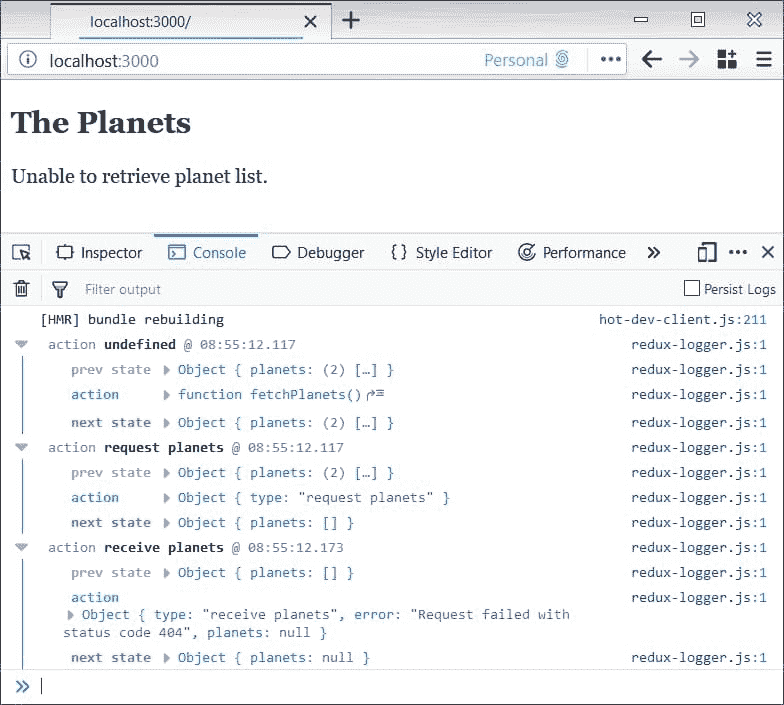 localhost:3000/
localhost:3000 Personal
The Planets
Unable to retrieve planet list.
Inspector Console Debugger {} Style Editor Performance
Filter output Persist Logs
[HMR] bundle rebuilding hot-dev-client.js:211
action undefined @ 08:55:12.117 redux-logger.js:1
prev state Object { planets: (2) […] } redux-logger.js:1
action function fetchPlanets() redux-logger.js:1
next state Object { planets: (2) […] } redux-logger.js:1
action request planets @ 08:55:12.117 redux-logger.js:1
prev state Object { planets: (2) […] } redux-logger.js:1
action Object { type: "request planets" } redux-logger.js:1
next state Object { planets: [] } redux-logger.js:1
action receive planets @ 08:55:12.173 redux-logger.js:1
prev state Object { planets: [] } redux-logger.js:1
action redux-logger.js:1
Object { type: "receive planets", error: "Request failed with
status code 404", planets: null }
next state Object { planets: null } redux-logger.js:1